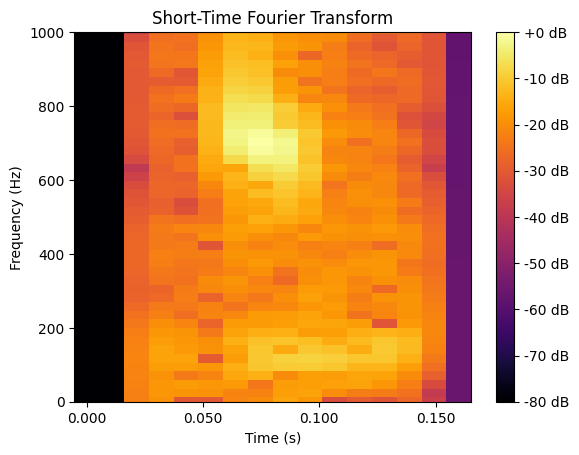 Short-Time Fourier Transform
1000
800
600
400
200
0
Frequency (Hz)
0.000
0.050
0.100
0.150
Time (s)
+0 dB
-10 dB
-20 dB
-30 dB
-40 dB
-50 dB
-60 dB
-70 dB
-80 dB